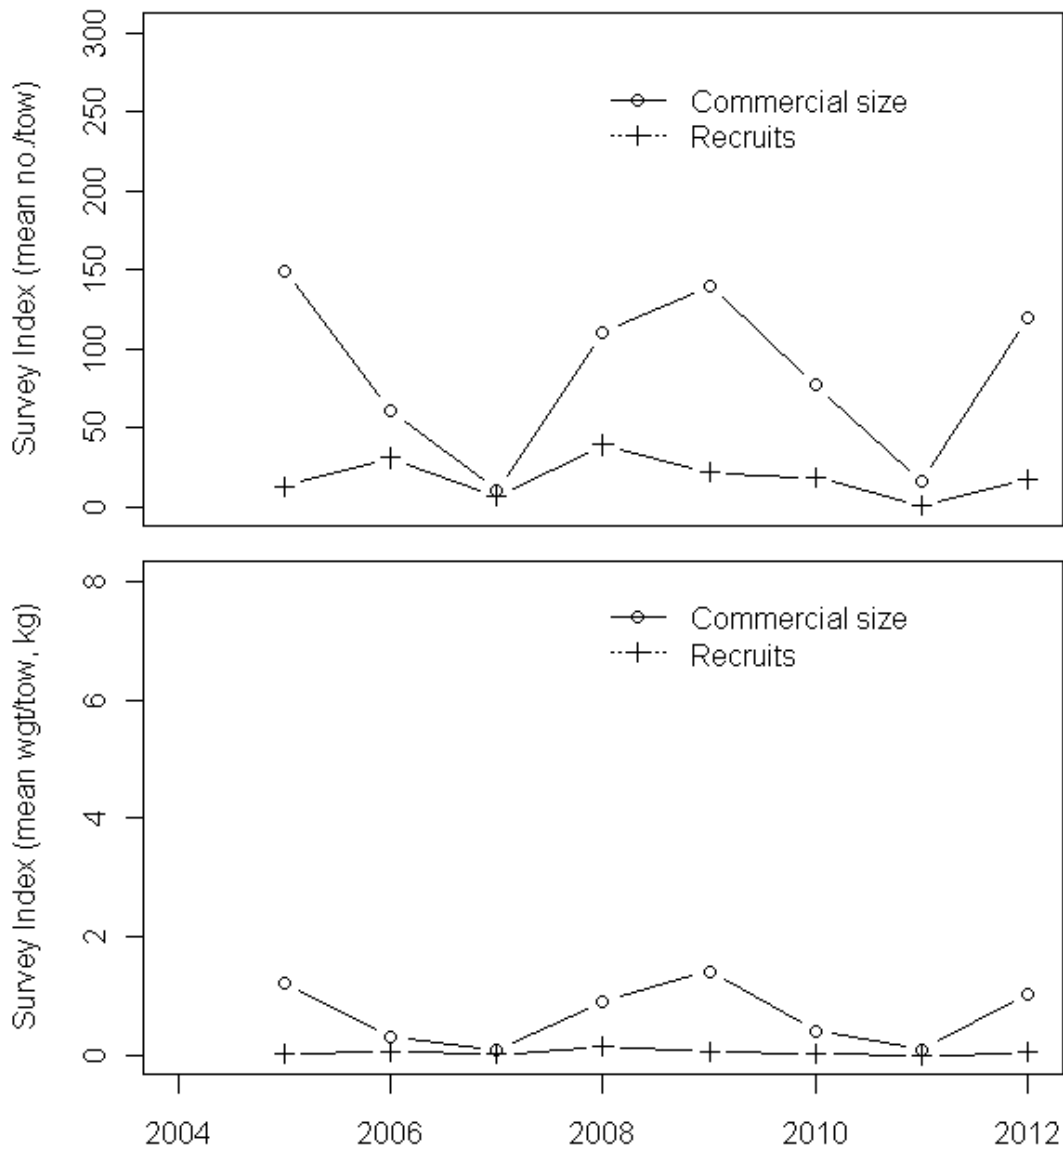 Survey Index (mean no./tow)
300
250
200
150
100
50
0
Commercial size
Recruits
Survey Index (mean wgt/tow, kg)
8
6
4
2
0
Commercial size
Recruits
2004 2006 2008 2010 2012